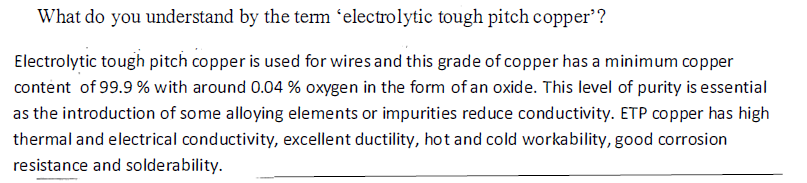 What do you understand by the term ‘electrolytic tough pitch copper’?
Electrolytic tough pitch copper is used for wires and this grade of copper has a minimum copper
content of 99.9 % with around 0.04 % oxygen in the form of an oxide. This level of purity is essential
as the introduction of some alloying elements or impurities reduce conductivity. ETP copper has high
thermal and electrical conductivity, excellent ductility, hot and cold workability, good corrosion
resistance and solderability.